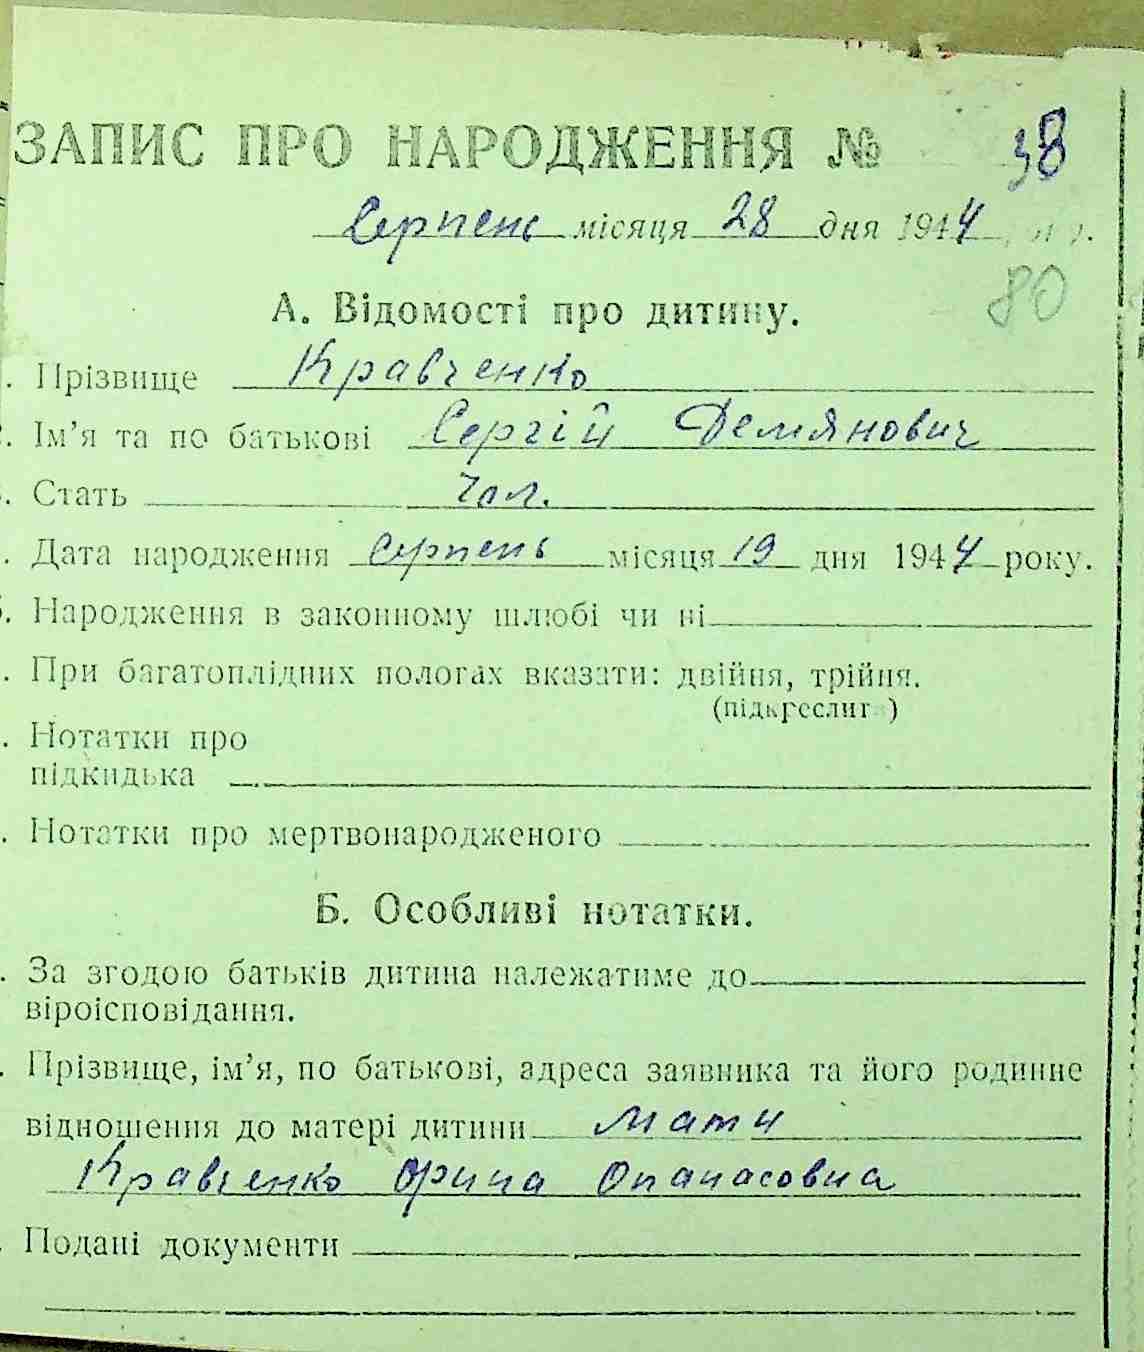 ЗАПИС ПРО НАРОДЖЕННЯ № 38
Серпень місяця 28 дня 1944 р.
80
А. Відомості про дитину.
. Прізвище Кравченко
. Ім’я та по батькові Сергій Демянович
. Стать Чол.
. Дата народження Серпень місяця 19 дня 1944 року.
. Народження в законному шлюбі чи ні
. При багатоплідних пологах вказати: двійня, трійня.
(підкреслит )
. Нотатки про
підкидька
. Нотатки про мертвонародженого
Б. Особливі нотатки.
. За згодою батьків дитина належатиме до
віроісповідання.
. Прізвище, ім’я, по батькові, адреса заявника та його родинне
відношення до матері дитини Мати
Кравченко Орина Опанасовна
. Подані документи